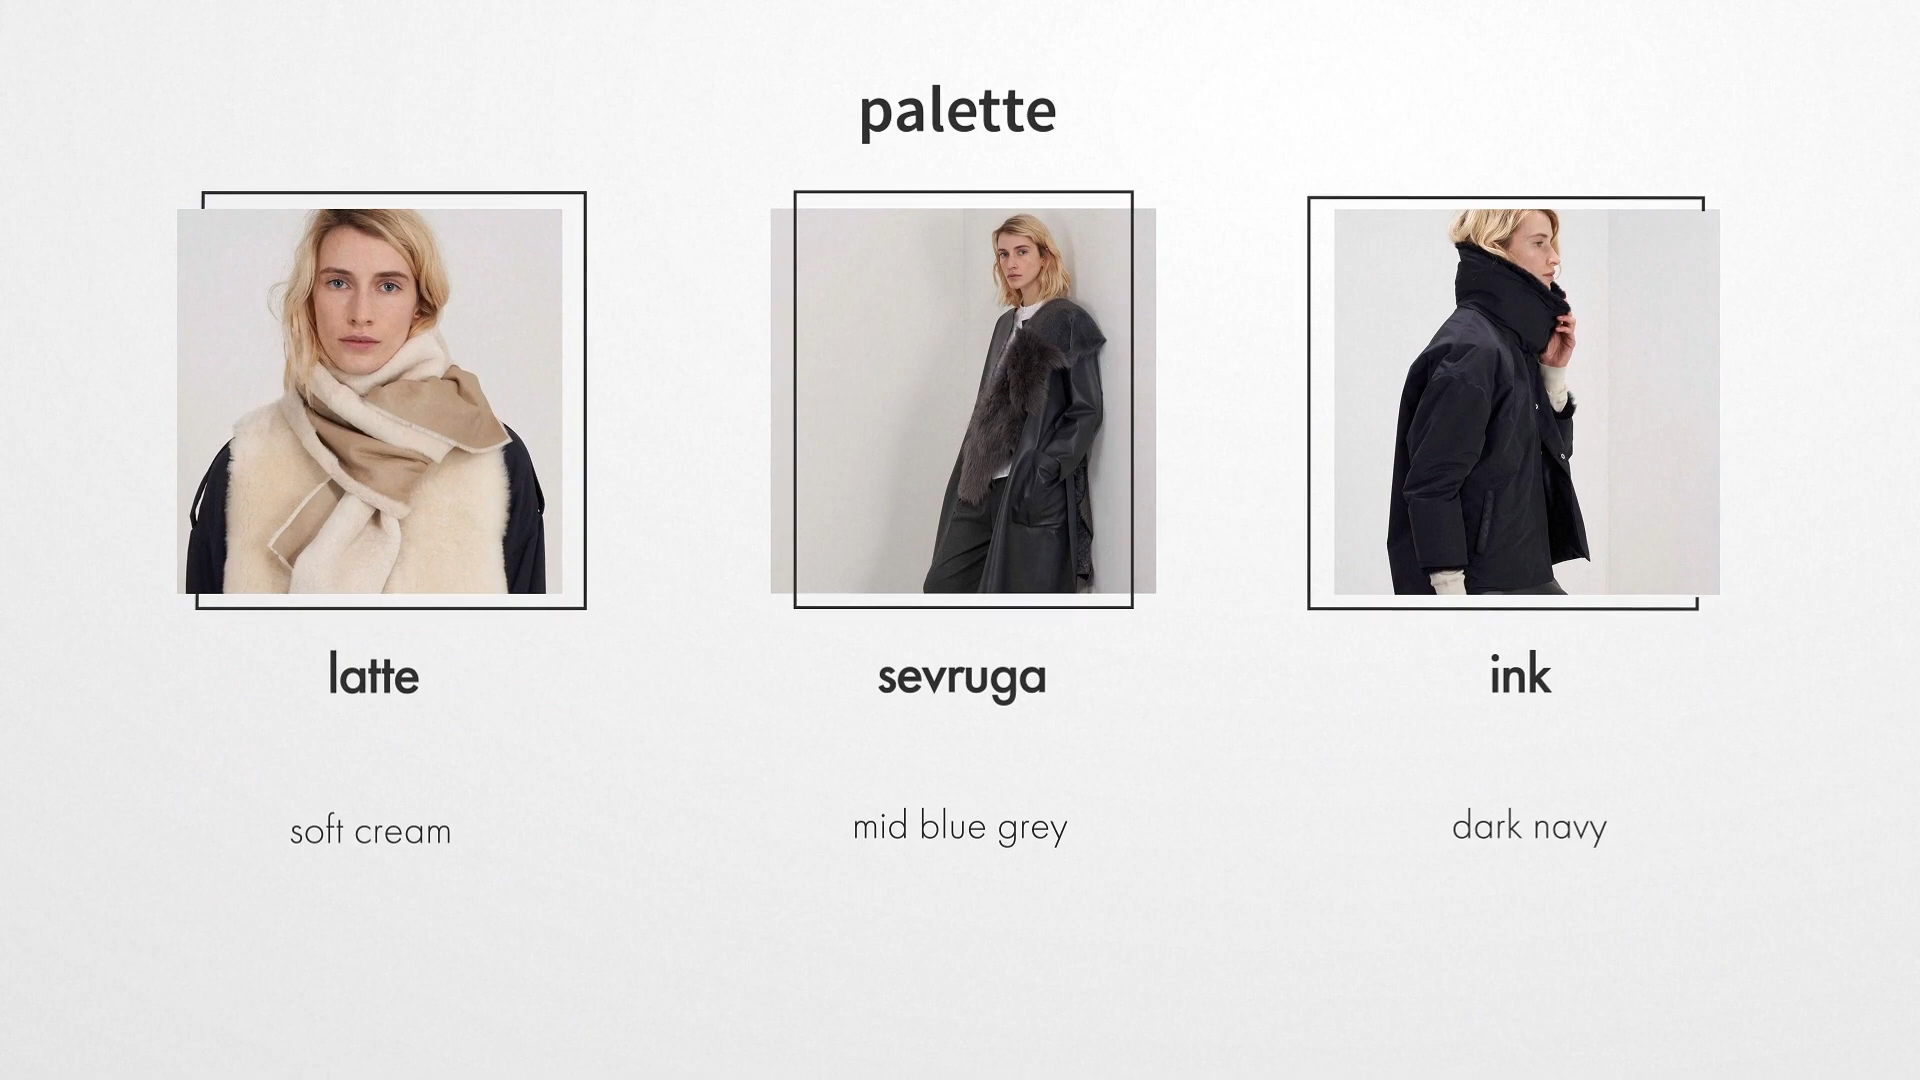 palette
latte
sevruga
ink
soft cream
mid blue grey
dark navy